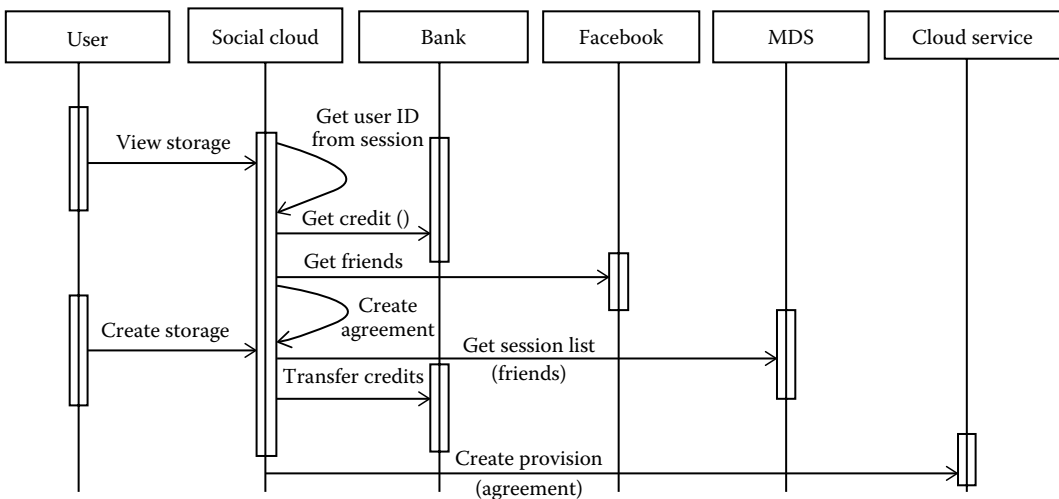 User
Social cloud
Bank
Facebook
MDS
Cloud service
Get user ID
from session
View storage
Get credit ()
Get friends
Create
agreement
Create storage
Get session list
(friends)
Transfer credits
Create provision
(agreement)